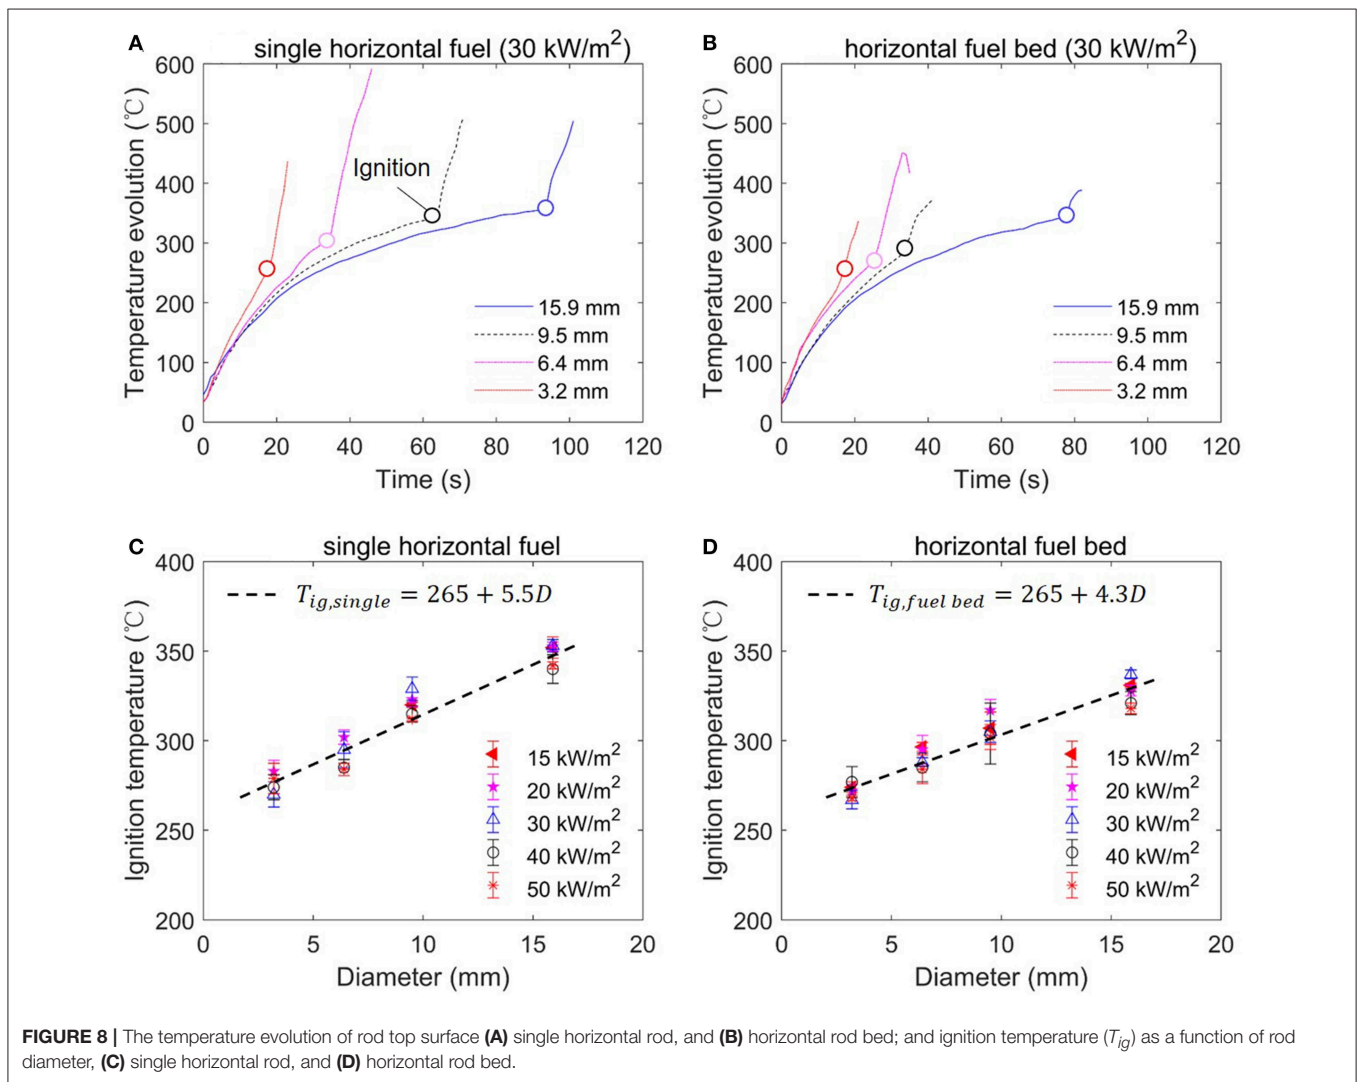 A
single horizontal fuel (30 kW/m²)
600
500
400
300
200
100
0
Temperature evolution (℃)
Ignition
15.9 mm
9.5 mm
6.4 mm
3.2 mm
0 20 40 60 80 100 120
Time (s)
B
horizontal fuel bed (30 kW/m²)
600
500
400
300
200
100
0
Temperature evolution (℃)
15.9 mm
9.5 mm
6.4 mm
3.2 mm
0 20 40 60 80 100 120
Time (s)
C
single horizontal fuel
400
350
300
250
200
Ignition temperature (℃)
T_ig,single = 265 + 5.5D
15 kW/m²
20 kW/m²
30 kW/m²
40 kW/m²
50 kW/m²
0 5 10 15 20
Diameter (mm)
D
horizontal fuel bed
400
350
300
250
200
Ignition temperature (℃)
T_ig,fuel bed = 265 + 4.3D
15 kW/m²
20 kW/m²
30 kW/m²
40 kW/m²
50 kW/m²
0 5 10 15 20
Diameter (mm)
FIGURE 8 | The temperature evolution of rod top surface (A) single horizontal rod, and (B) horizontal rod bed; and ignition temperature (T_ig) as a function of rod
diameter, (C) single horizontal rod, and (D) horizontal rod bed.